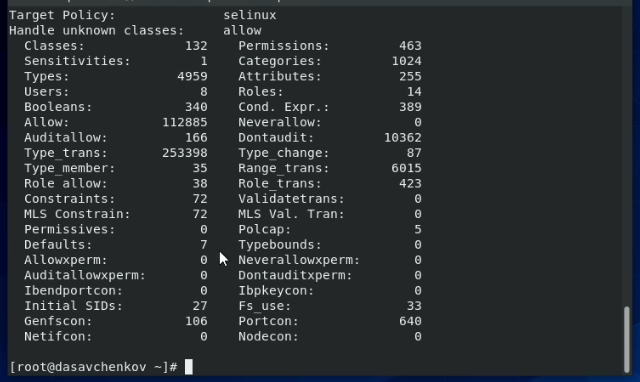 Target Policy: selinux
Handle unknown classes: allow
Classes: 132 Permissions: 463
Sensitivities: 1 Categories: 1024
Types: 4959 Attributes: 255
Users: 8 Roles: 14
Booleans: 340 Cond. Expr.: 389
Allow: 112885 Neverallow: 0
Auditallow: 166 Dontaudit: 10362
Type_trans: 253398 Type_change: 87
Type_member: 35 Range_trans: 6015
Role allow: 38 Role_trans: 423
Constraints: 72 Validatetrans: 0
MLS Constrain: 72 MLS Val. Tran: 0
Permissives: 0 Polcap: 5
Defaults: 7 Typebounds: 0
Allowxperm: 0 Neverallowxperm: 0
Auditallowxperm: 0 Dontauditxperm: 0
Ibendportcon: 0 Ibpkeycon: 0
Initial SIDs: 27 Fs_use: 33
Genfscon: 106 Portcon: 640
Netifcon: 0 Nodecon: 0
[root@dasavchenkov ~]#